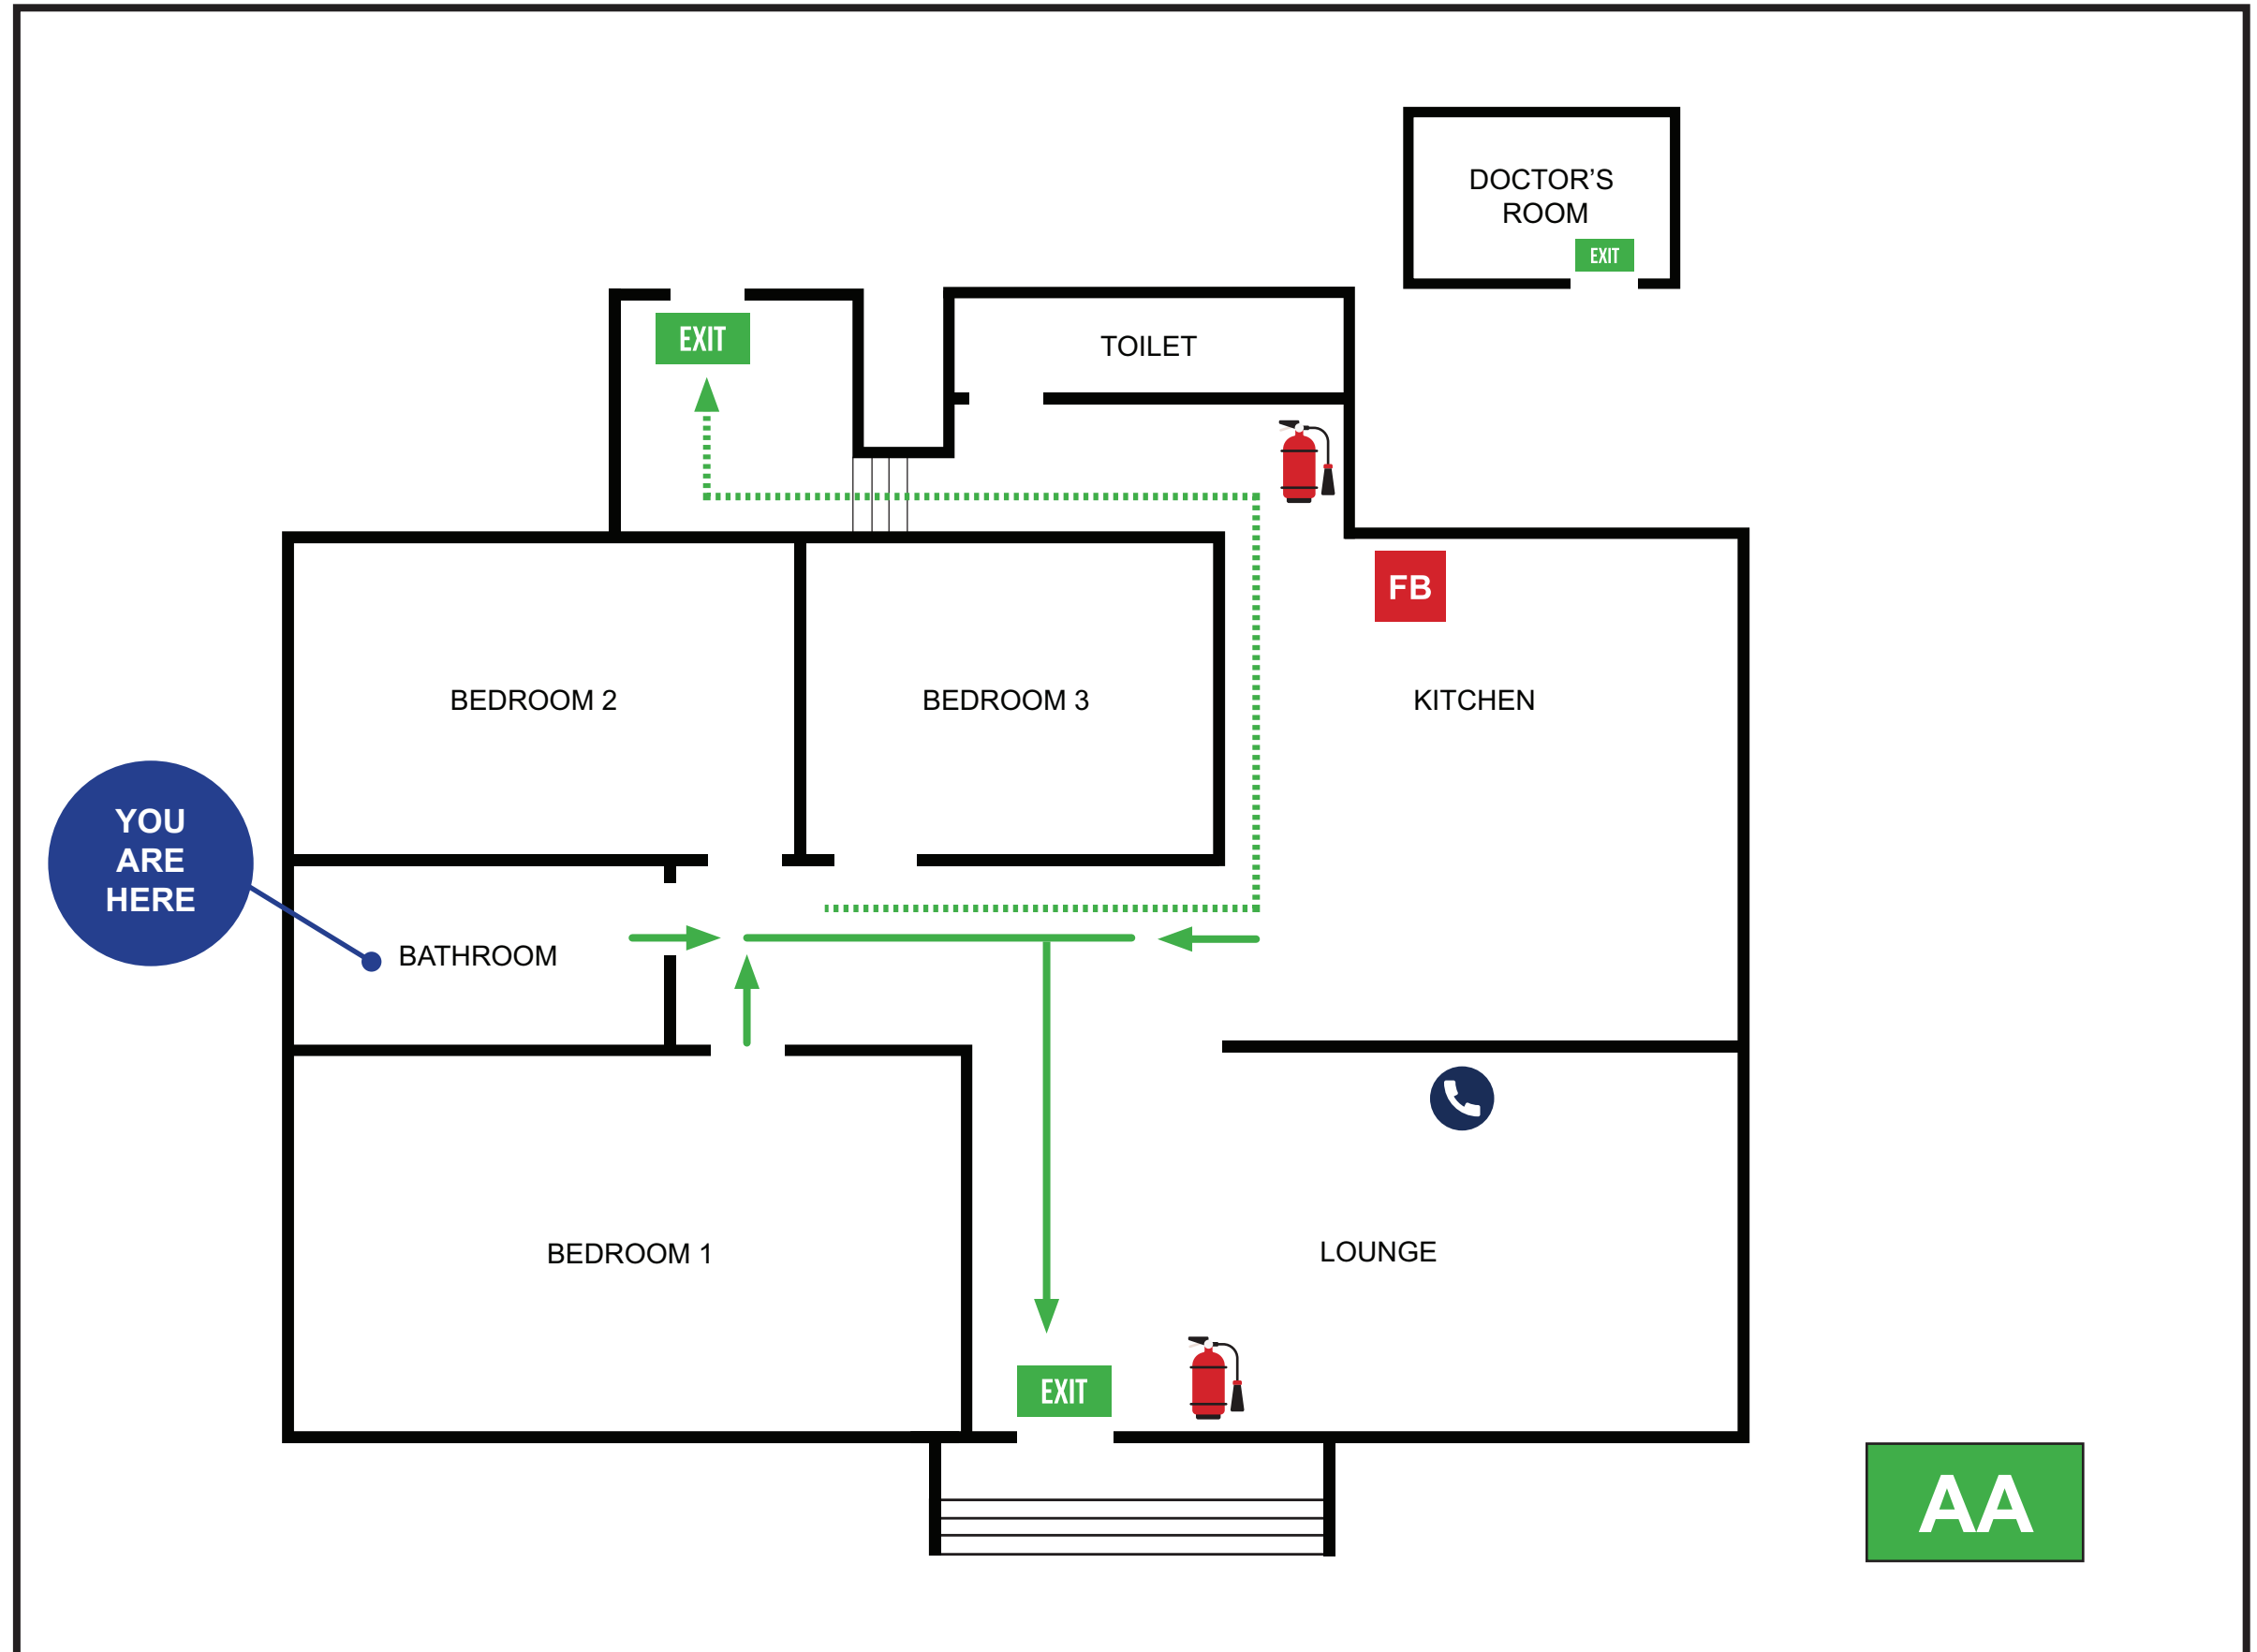 DOCTOR’S
ROOM
EXIT
EXIT
TOILET
FB
BEDROOM 2
BEDROOM 3
KITCHEN
YOU
ARE
HERE
BATHROOM
BEDROOM 1
LOUNGE
EXIT
AA